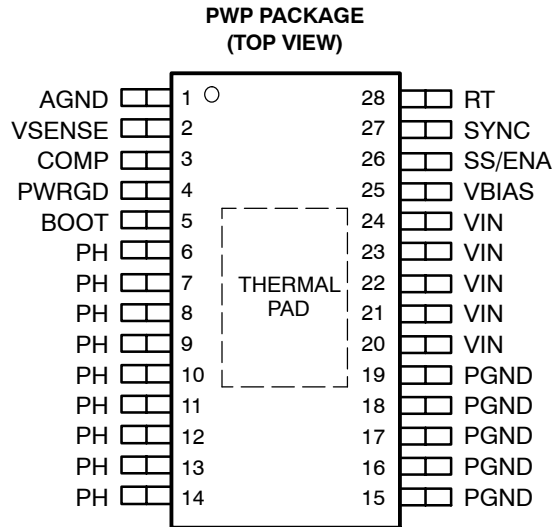 PWP PACKAGE
(TOP VIEW)
AGND 1 28 RT
VSENSE 2 27 SYNC
COMP 3 26 SS/ENA
PWRGD 4 25 VBIAS
BOOT 5 24 VIN
PH 6 23 VIN
PH 7 THERMAL 22 VIN
PH 8 PAD 21 VIN
PH 9 20 VIN
PH 10 19 PGND
PH 11 18 PGND
PH 12 17 PGND
PH 13 16 PGND
PH 14 15 PGND